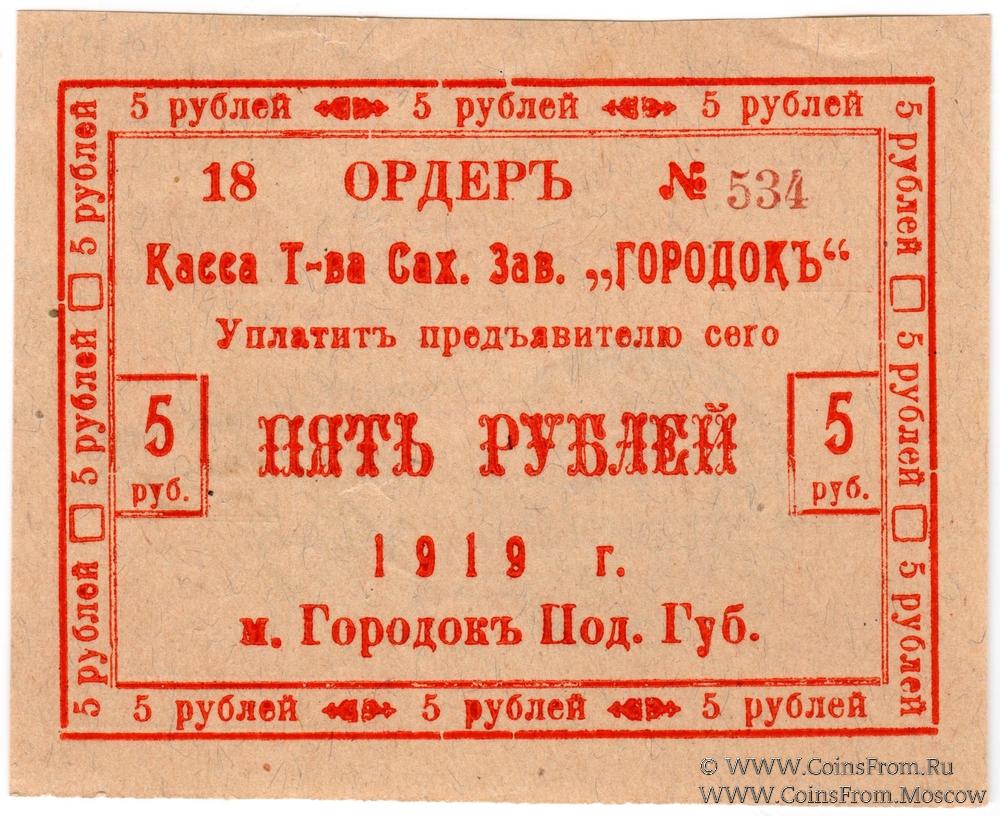 5 рублей 5 рублей 5 рублей
18 ОРДЕРЪ № 534
Касса Т-ва Сах. Зав. „ГОРОДОКЪ“
Уплатитъ предъавителю сего
5 руб. ПЯТЬ РУБЛЕЙ 5 руб.
1919 г.
м. Городокъ Под. Губ.
5 рублей 5 рублей 5 рублей
5 рублей 5 рублей 5 рублей
5 рублей 5 рублей 5 рублей
© WWW.CoinsFrom.Ru
WWW.CoinsFrom.Moscow